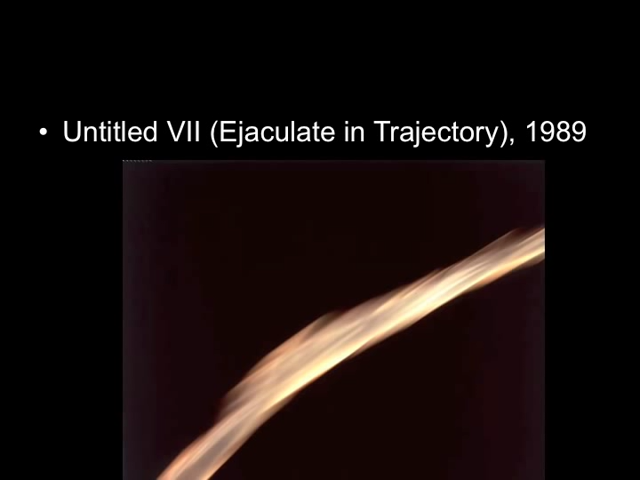 • Untitled VII (Ejaculate in Trajectory), 1989